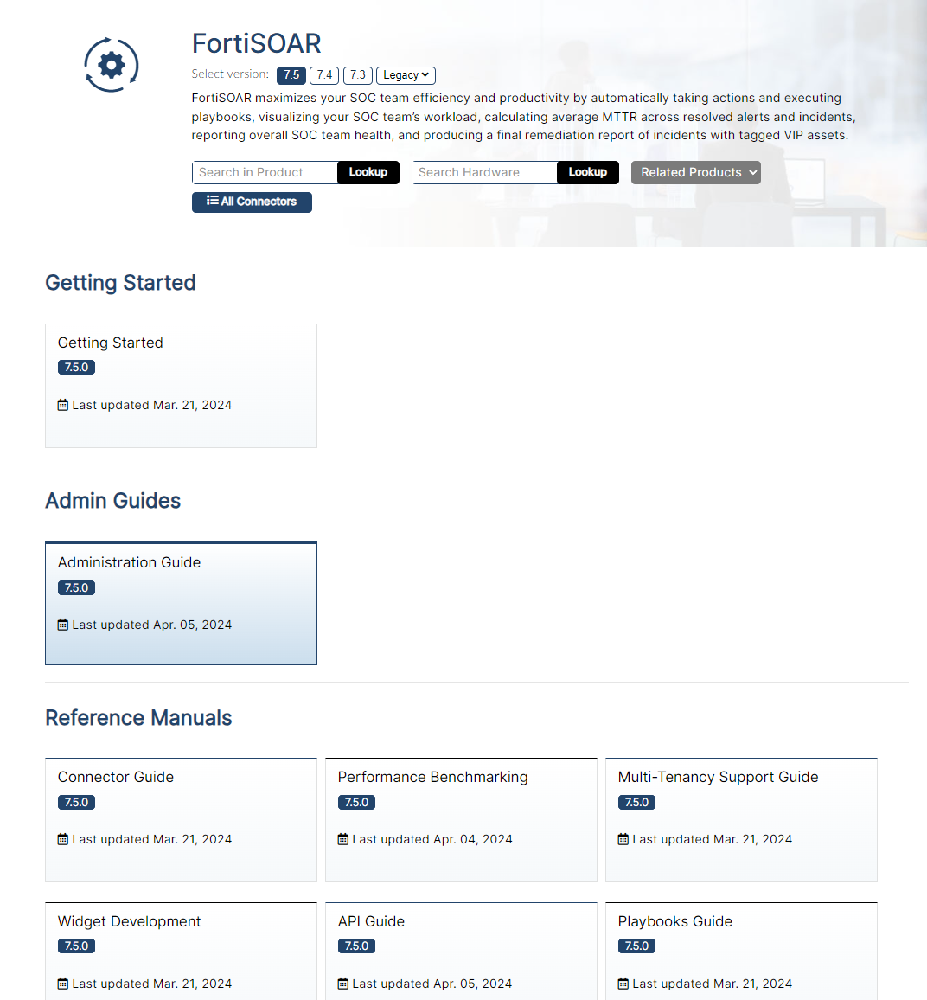 FortiSOAR
Select version: 7.5 7.4 7.3 Legacy
FortiSOAR maximizes your SOC team efficiency and productivity by automatically taking actions and executing
playbooks, visualizing your SOC team’s workload, calculating average MTTR across resolved alerts and incidents,
reporting overall SOC team health, and producing a final remediation report of incidents with tagged VIP assets.
Search in Product Lookup Search Hardware Lookup Related Products
All Connectors
Getting Started
Getting Started
7.5.0
Last updated Mar. 21, 2024
Admin Guides
Administration Guide
7.5.0
Last updated Apr. 05, 2024
Reference Manuals
Connector Guide
7.5.0
Last updated Mar. 21, 2024
Performance Benchmarking
7.5.0
Last updated Apr. 04, 2024
Multi-Tenancy Support Guide
7.5.0
Last updated Mar. 21, 2024
Widget Development
7.5.0
Last updated Mar. 21, 2024
API Guide
7.5.0
Last updated Apr. 05, 2024
Playbooks Guide
7.5.0
Last updated Mar. 21, 2024